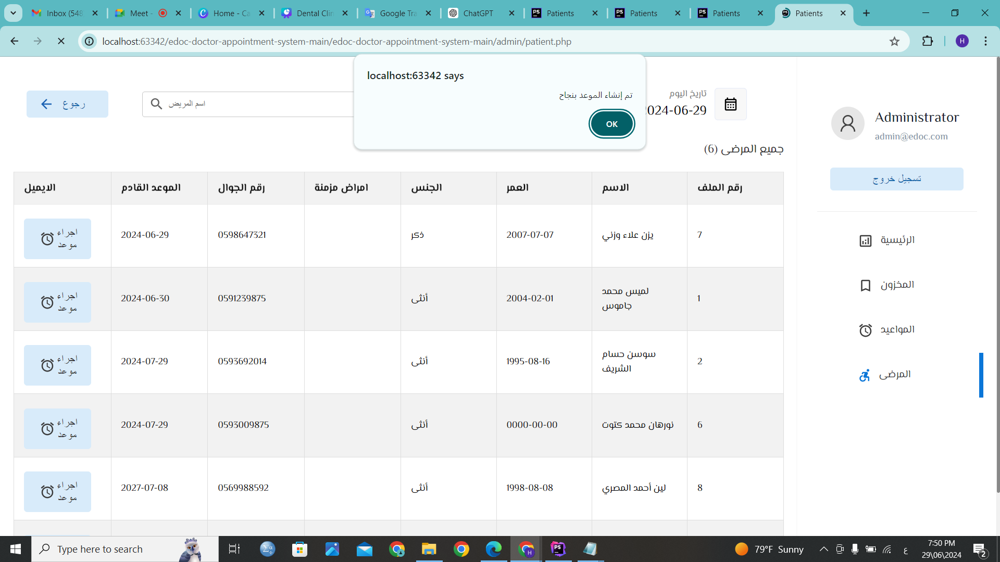 Inbox (548
Meet -
Home - Ca
Dental Clin
Google Tra
ChatGPT
Patients
Patients
Patients
Patients
localhost:63342/edoc-doctor-appointment-system-main/edoc-doctor-appointment-system-main/admin/patient.php
H
localhost:63342 says
تم إنشاء الموعد بنجاح
OK
رجوع
اسم المريض
تاريخ اليوم
2024-06-29
جميع المرضى (6)
Administrator
admin@edoc.com
تسجيل خروج
الرئيسية
المخزون
المواعيد
المرضى
رقم الملف الاسم العمر الجنس امراض مزمنة رقم الجوال الموعد القادم الايميل
7 يزن علاء وزني 2007-07-07 ذكر 0598647321 2024-06-29 اجراء موعد
1 لميس محمد جاموس 2004-02-01 أنثى 0591239875 2024-06-30 اجراء موعد
2 سوسن حسام الشريف 1995-08-16 أنثى 0593692014 2024-07-29 اجراء موعد
6 نورهان محمد كتوت 0000-00-00 أنثى 0593009875 2024-07-29 اجراء موعد
8 لين أحمد المصري 1998-08-08 أنثى 0569988592 2027-07-08 اجراء موعد
Type here to search
79°F Sunny
ع
7:50 PM
29\06\2024
2